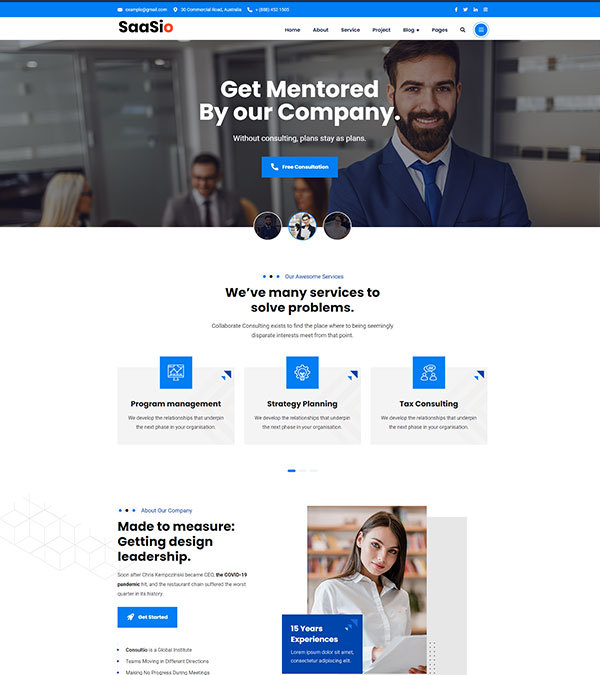 example@gmail.com 30 Commercial Road, Australia + (888) 452 1505
SaaSio
Home About Service Project Blog Pages
Get Mentored
By our Company.
Without consulting, plans stay as plans.
Free Consultation
Our Awesome Services
We've many services to
solve problems.
Collaborate Consulting exists to find the place where to being seemingly
disparate interests meet from that point.
Program management
We develop the relationships that underpin
the next phase in your organisation.
Strategy Planning
We develop the relationships that underpin
the next phase in your organisation.
Tax Consulting
We develop the relationships that underpin
the next phase in your organisation.
About Our Company
Made to measure:
Getting design
leadership.
Soon after Chris Kempczinski became CEO, the COVID-19
pandemic hit, and the restaurant chain suffered the worst
quarter in its history.
Get Started
Consultio is a Global Institute
Teams Moving in Different Directions
Making No Progress During Meetings
15 Years
Experiences
Lorem ipsum dolor sit amet,
consectetur adipiscing elit.